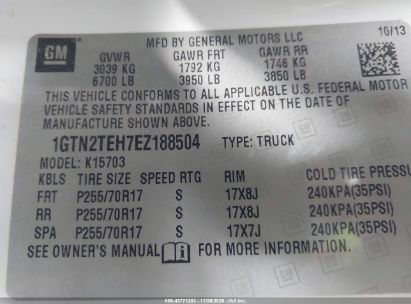 MFD BY GENERAL MOTORS LLC 10/13
GM
GVWR GAWR FRT GAWR RR
3039 KG 1792 KG 1746 KG
6700 LB 3950 LB 3850 LB
THIS VEHICLE CONFORMS TO ALL APPLICABLE U.S. FEDERAL MOTOR
VEHICLE SAFETY STANDARDS IN EFFECT ON THE DATE OF
MANUFACTURE SHOWN ABOVE.
1GTN2TEH7EZ188504 TYPE: TRUCK
MODEL: K15703
KBLS TIRE SIZE SPEED RTG RIM COLD TIRE PRESSURE
FRT P255/70R17 S 17X8J 240KPA(35PSI)
RR P255/70R17 S 17X8J 240KPA(35PSI)
SPA P255/70R17 S 17X7J 240KPA(35PSI)
SEE OWNER'S MANUAL FOR MORE INFORMATION.